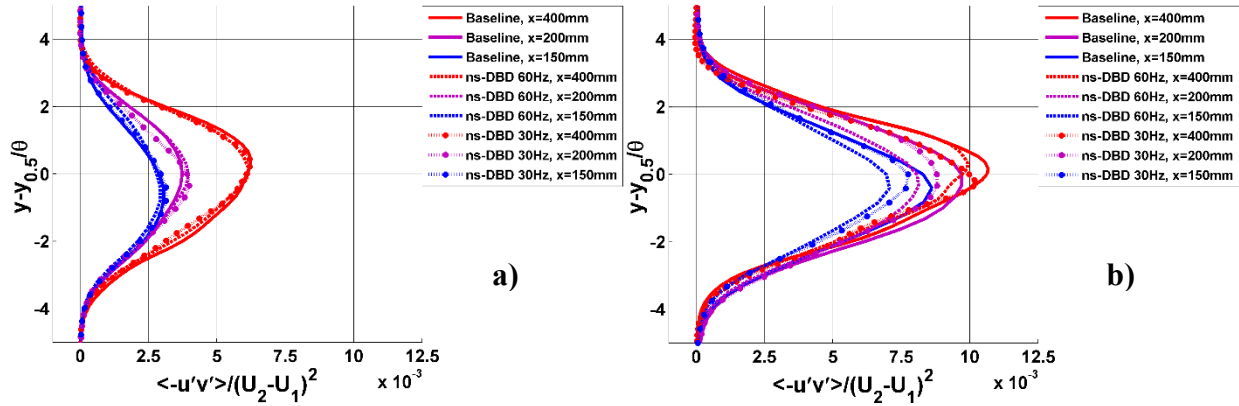 4
2
0.0
-2
-4
y-y0.5/θ
0
2.5
5
7.5
10
12.5
<-u'v'>/(U2-U1)^2
x 10^-3
Baseline, x=400mm
Baseline, x=200mm
Baseline, x=150mm
ns-DBD 60Hz, x=400mm
ns-DBD 60Hz, x=200mm
ns-DBD 60Hz, x=150mm
ns-DBD 30Hz, x=400mm
ns-DBD 30Hz, x=200mm
ns-DBD 30Hz, x=150mm
a)
4
2
0.0
-2
-4
y-y0.5/θ
0
2.5
5
7.5
10
12.5
<-u'v'>/(U2-U1)^2
x 10^-3
Baseline, x=400mm
Baseline, x=200mm
Baseline, x=150mm
ns-DBD 60Hz, x=400mm
ns-DBD 60Hz, x=200mm
ns-DBD 60Hz, x=150mm
ns-DBD 30Hz, x=400mm
ns-DBD 30Hz, x=200mm
ns-DBD 30Hz, x=150mm
b)